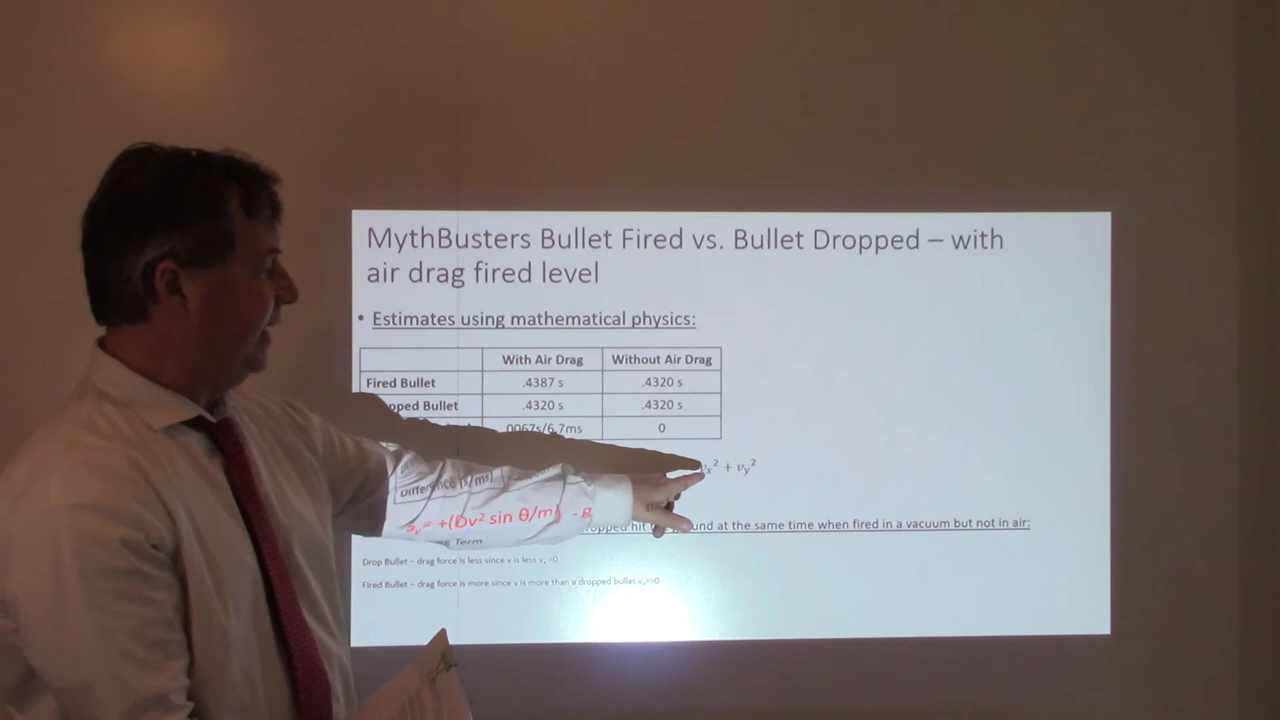 MythBusters Bullet Fired vs. Bullet Dropped – with
air drag fired level
• Estimates using mathematical physics:
With Air Drag Without Air Drag
Fired Bullet .4387 s .4320 s
pped Bullet .4320 s .4320 s
Difference (s/ms) .0067s/6.7ms 0
vₓ² + vᵧ²
aᵧ= +(Dv² sin θ/m) - g
Term
opped hit und at the same time when fired in a vacuum but not in air:
Drop Bullet – drag force is less since v is less vₓ =0
Fired Bullet – drag force is more since v is more than a dropped bullet vₓ>>0